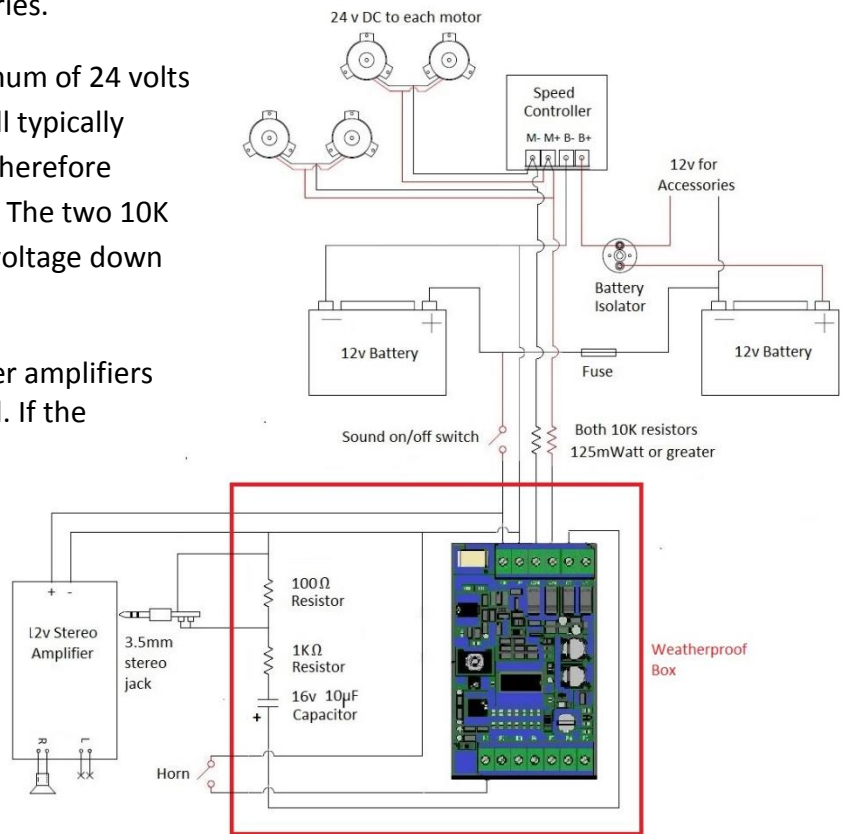 ries.
24 v DC to each motor
num of 24 volts
ll typically
herefore
The two 10K
voltage down
er amplifiers
. If the
Speed
Controller
M- M+ B- B+
12v for
Accessories
Battery
Isolator
12v Battery
12v Battery
Fuse
Sound on/off switch
Both 10K resistors
125mWatt or greater
+ -
12v Stereo
Amplifier
R
L
3.5mm
stereo
jack
100Ω
Resistor
1KΩ
Resistor
16v 10µF
Capacitor
+
Horn
Weatherproof
Box